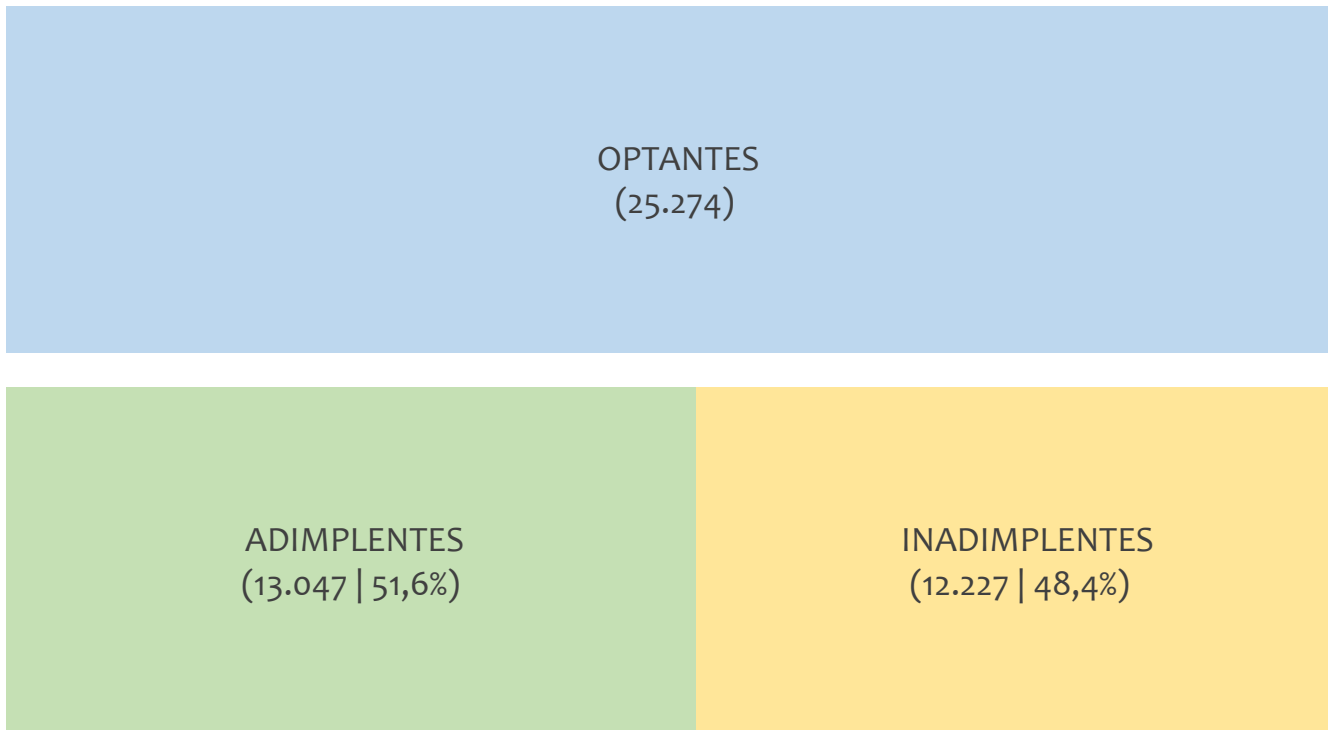 OPTANTES
(25.274)
ADIMPLENTES
(13.047 | 51,6%)
INADIMPLENTES
(12.227 | 48,4%)